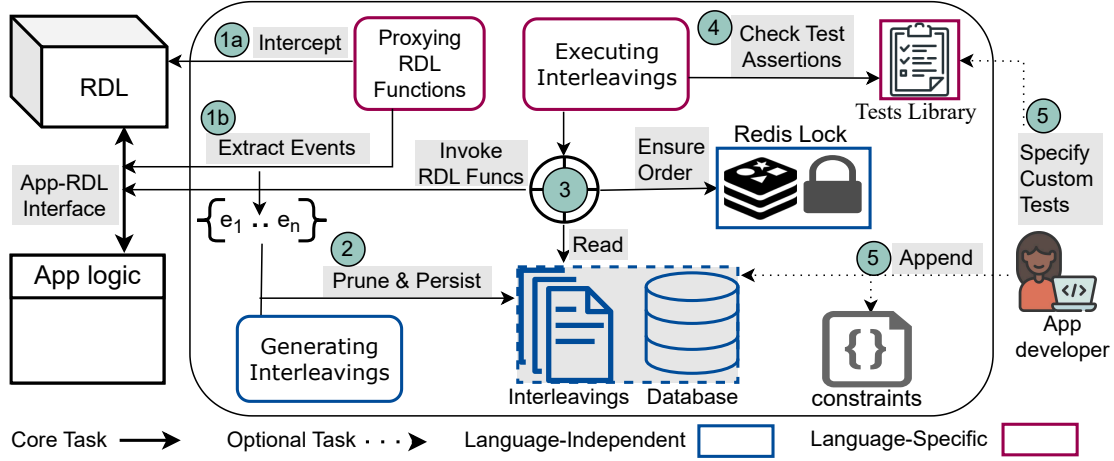 RDL
1a
Intercept
Proxying
RDL
Functions
Executing
Interleavings
4
Check Test
Assertions
Tests Library
1b
Extract Events
App-RDL
Interface
Invoke
RDL Funcs
3
Ensure
Order
Redis Lock
5
Specify
Custom
Tests
{e1 .. en}
2
Prune & Persist
Read
5
Append
</>
App
developer
App logic
Generating
Interleavings
Interleavings
Database
{ }
constraints
Core Task
Optional Task
Language-Independent
Language-Specific